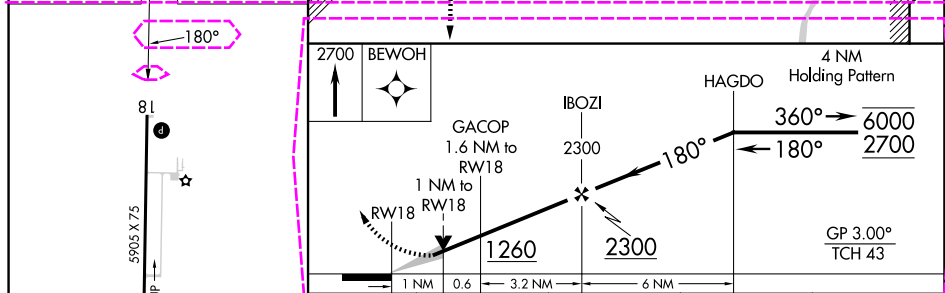 180°
18
P
5905 X 75
UP
2700
BEWOH
4 NM
Holding Pattern
HAGDO
IBOZI
2300
360°
6000
2700
180°
180°
GACOP
1.6 NM to
RW18
1 NM to
RW18
RW18
1260
2300
GP 3.00°
TCH 43
1 NM
0.6
3.2 NM
6 NM